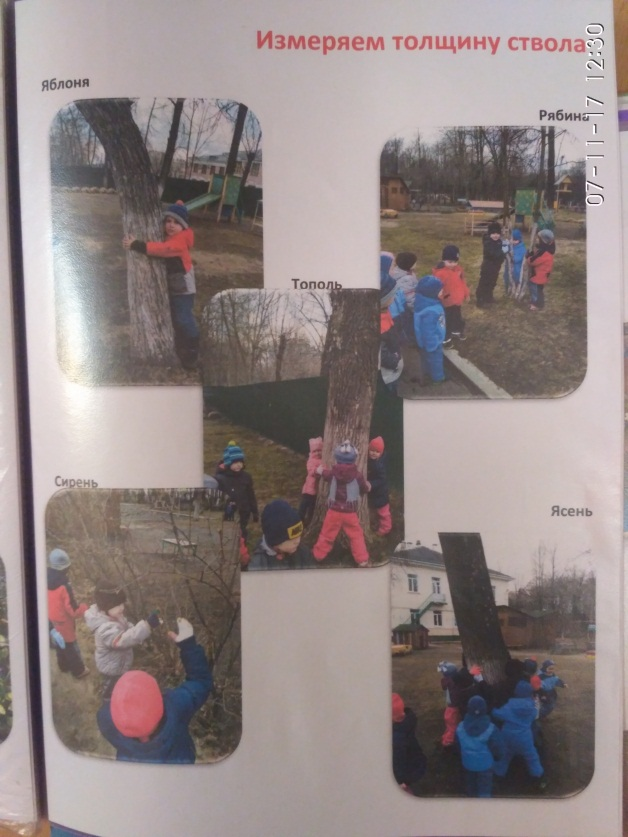 Измеряем толщину ствола
Яблоня
Рябина
Тополь
Сирень
Ясень
07-11-17 12:30